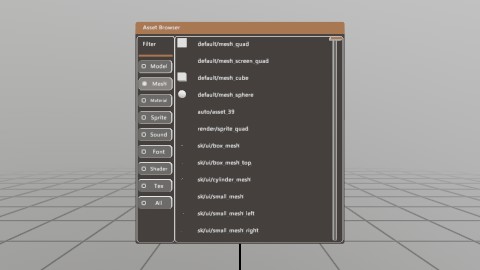 Asset Browser
Filter
Model
Mesh
Material
Sprite
Sound
Font
Shader
Tex
All
default/mesh_quad
default/mesh_screen_quad
default/mesh_cube
default/mesh_sphere
auto/asset_39
render/sprite_quad
sk/ui/box_mesh
sk/ui/box_mesh_top
sk/ui/cylinder_mesh
sk/ui/small_mesh
sk/ui/small_mesh_left
sk/ui/small_mesh_right